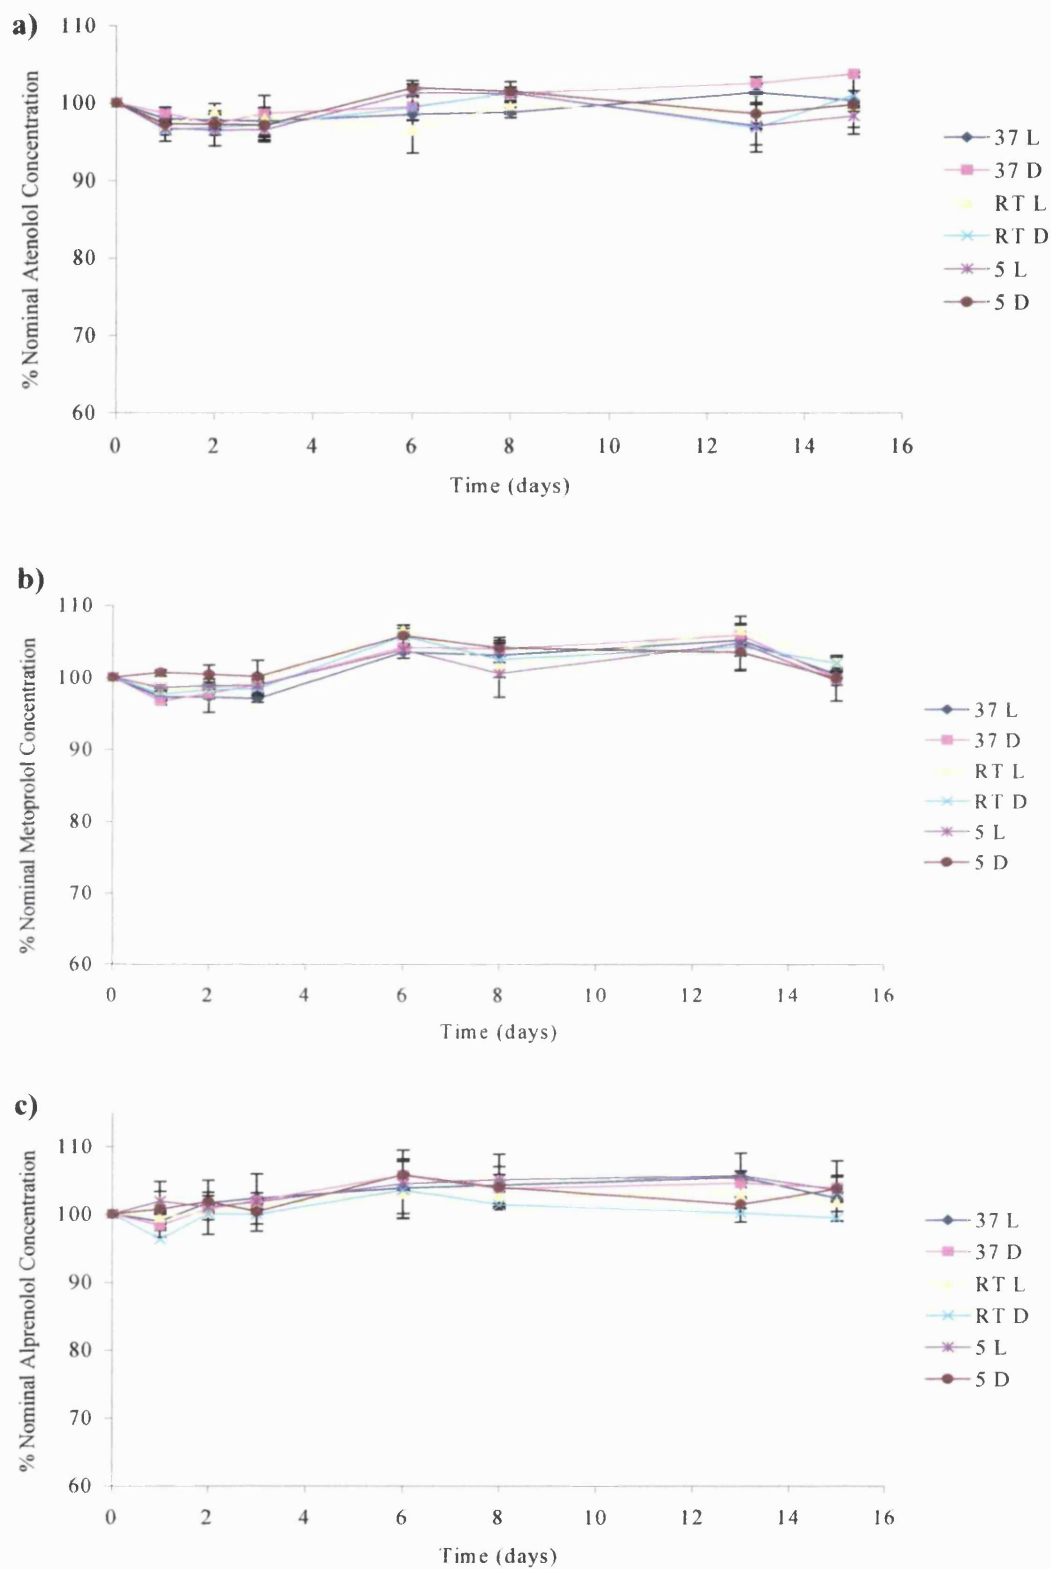 a)
% Nominal Atenolol Concentration
110
100
90
80
70
60
0 2 4 6 8 10 12 14 16
Time (days)
37 L
37 D
RT L
RT D
5 L
5 D
b)
% Nominal Metoprolol Concentration
110
100
90
80
70
60
0 2 4 6 8 10 12 14 16
Time (days)
37 L
37 D
RT L
RT D
5 L
5 D
c)
% Nominal Alprenolol Concentration
110
100
90
80
70
60
0 2 4 6 8 10 12 14 16
Time (days)
37 L
37 D
RT L
RT D
5 L
5 D